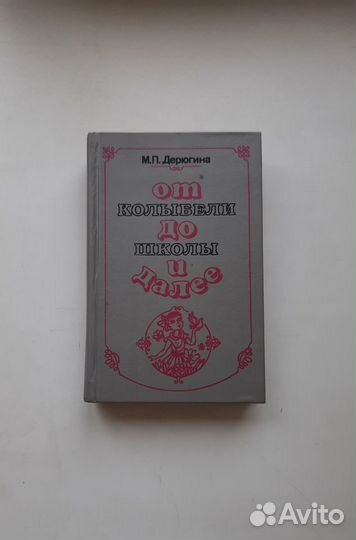 М.П. Дерюгина
от
КОЛЫБЕЛИ
до
ШКОЛЫ
и
далее
Avito